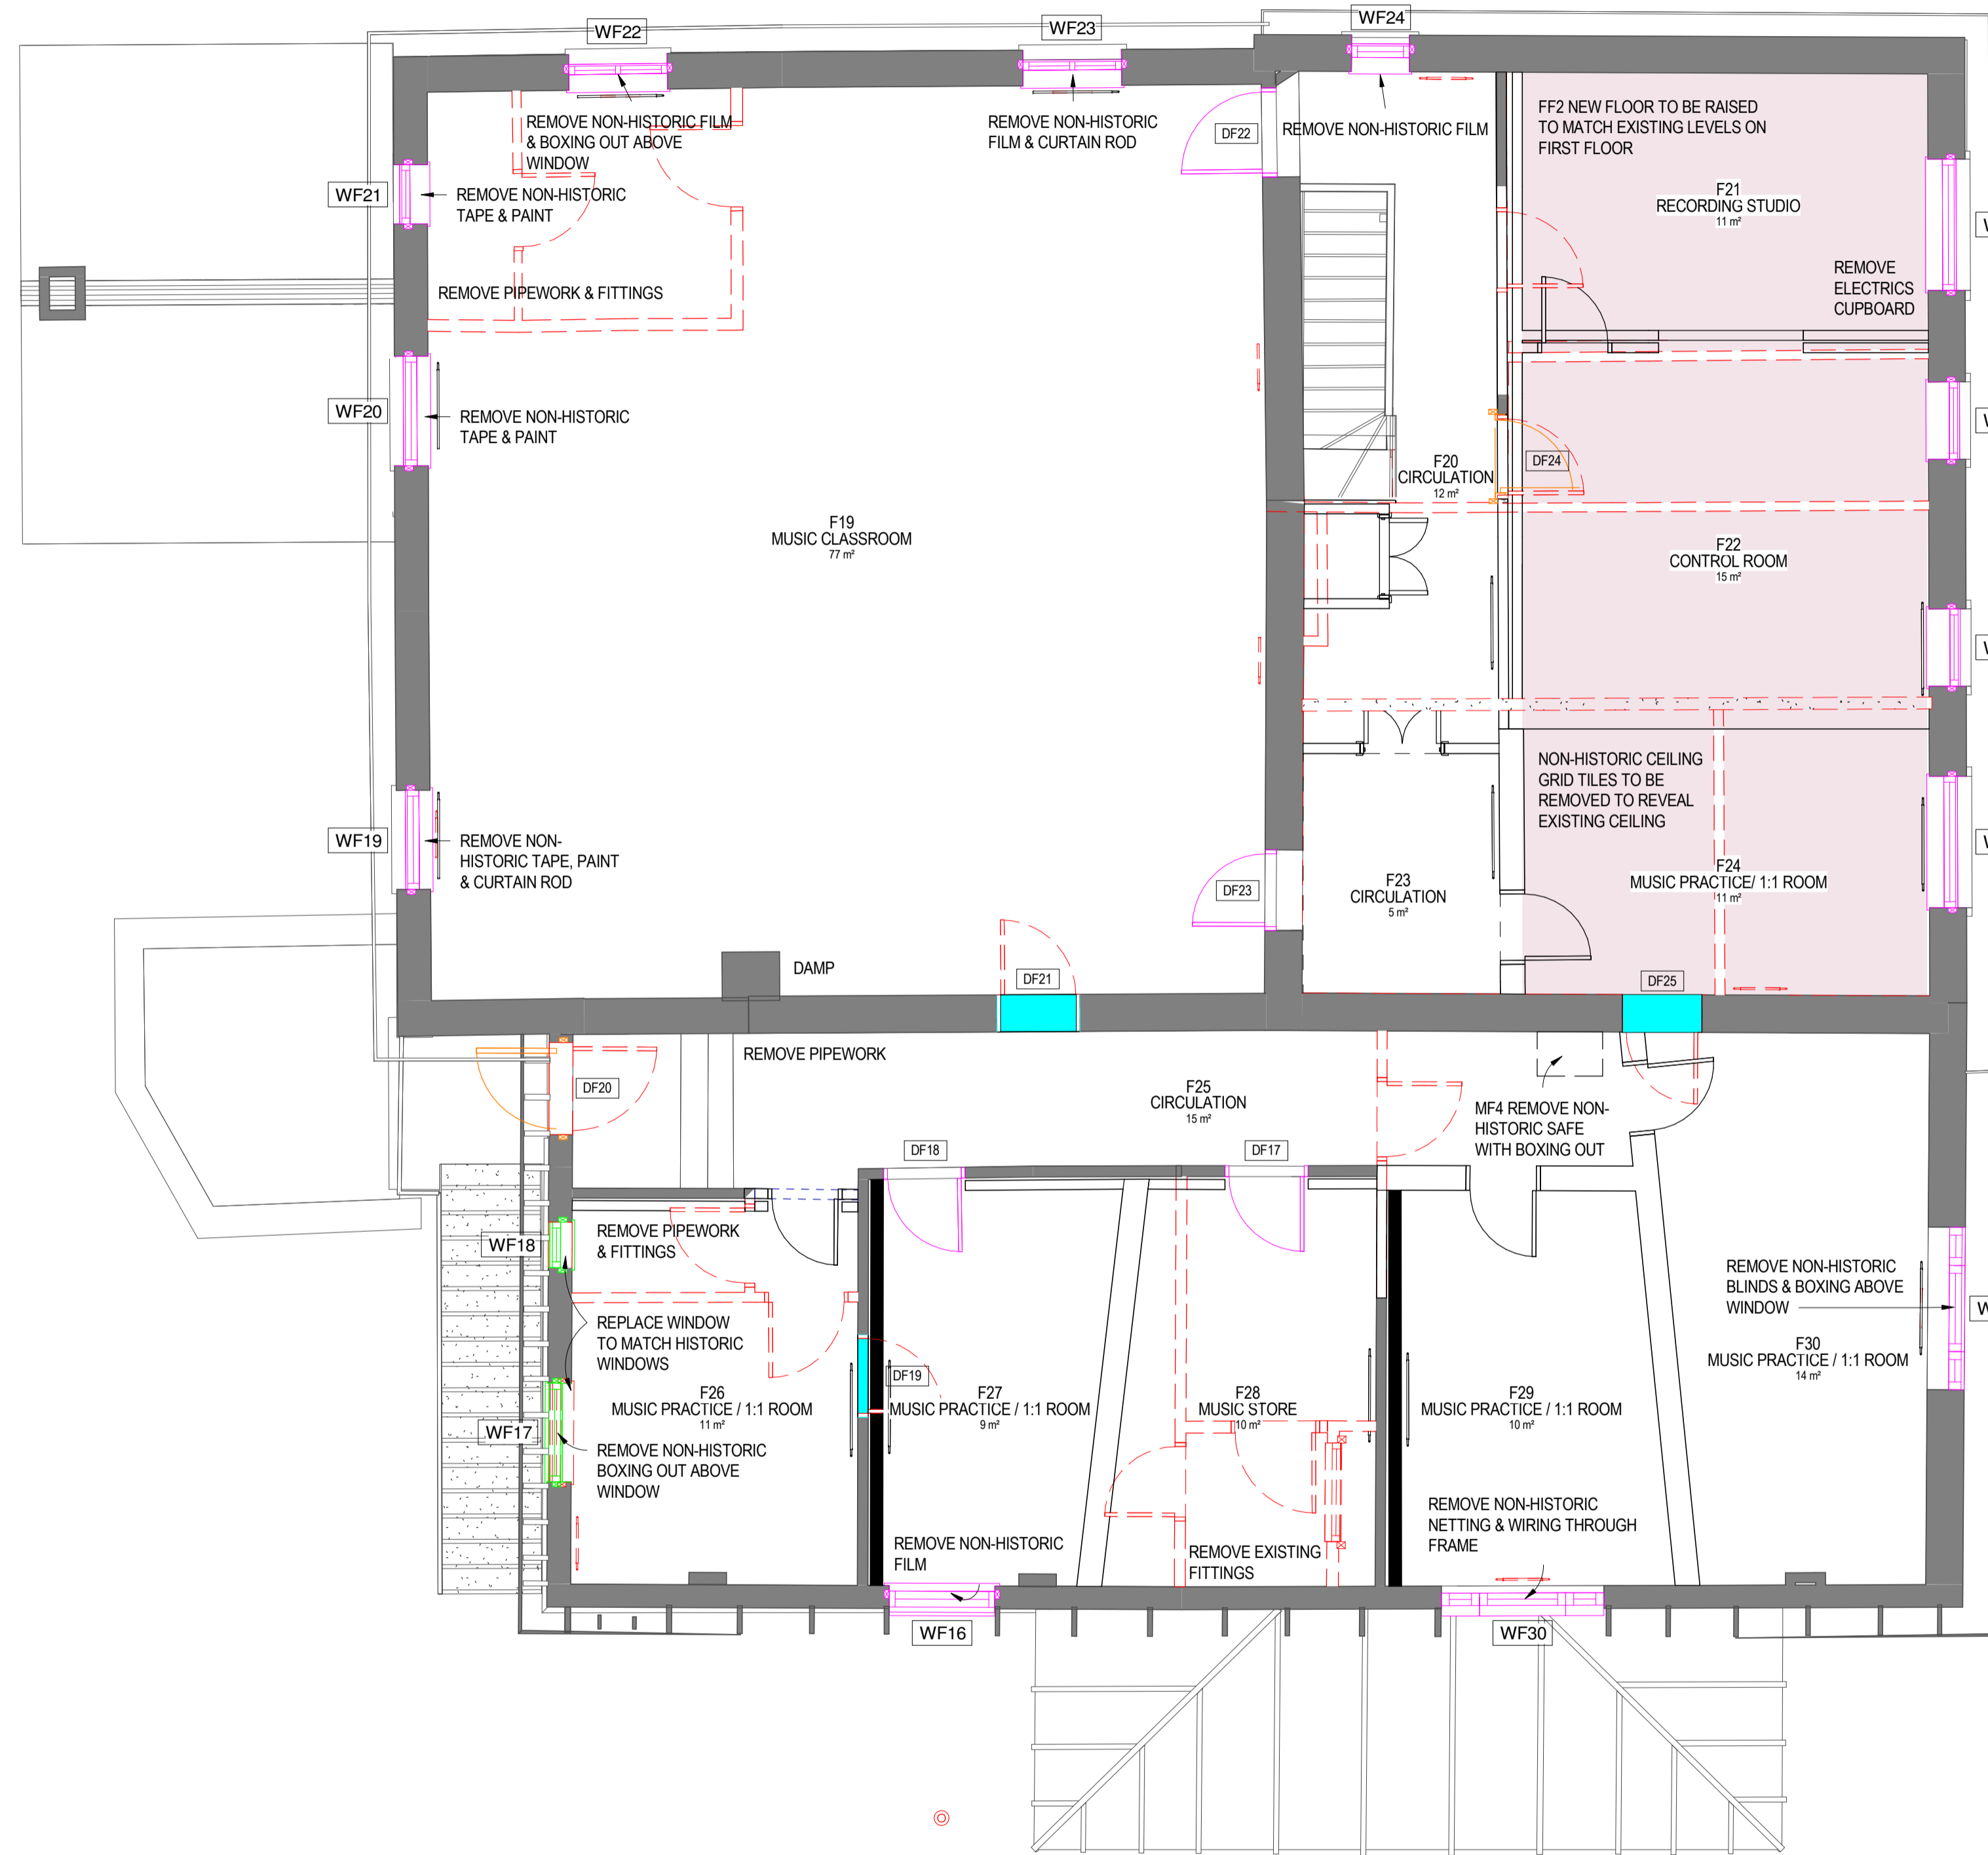 WF22
WF23
WF24
REMOVE NON-HISTORIC FILM
& BOXING OUT ABOVE
WINDOW
REMOVE NON-HISTORIC
FILM & CURTAIN ROD
DF22
REMOVE NON-HISTORIC FILM
FF2 NEW FLOOR TO BE RAISED
TO MATCH EXISTING LEVELS ON
FIRST FLOOR
WF21
REMOVE NON-HISTORIC
TAPE & PAINT
F21
RECORDING STUDIO
11 m²
W
REMOVE PIPEWORK & FITTINGS
REMOVE
ELECTRICS
CUPBOARD
WF20
REMOVE NON-HISTORIC
TAPE & PAINT
W
F20
CIRCULATION
12 m²
DF24
F19
MUSIC CLASSROOM
77 m²
F22
CONTROL ROOM
15 m²
W
NON-HISTORIC CEILING
GRID TILES TO BE
REMOVED TO REVEAL
EXISTING CEILING
WF19
REMOVE NON-
HISTORIC TAPE, PAINT
& CURTAIN ROD
W
DF23
F23
CIRCULATION
5 m²
F24
MUSIC PRACTICE/ 1:1 ROOM
11 m²
DAMP
DF21
DF25
REMOVE PIPEWORK
DF20
F25
CIRCULATION
15 m²
MF4 REMOVE NON-
HISTORIC SAFE
WITH BOXING OUT
DF18
DF17
WF18
REMOVE PIPEWORK
& FITTINGS
REMOVE NON-HISTORIC
BLINDS & BOXING ABOVE
WINDOW
W
REPLACE WINDOW
TO MATCH HISTORIC
WINDOWS
F30
MUSIC PRACTICE / 1:1 ROOM
14 m²
DF19
F26
MUSIC PRACTICE / 1:1 ROOM
11 m²
F27
MUSIC PRACTICE / 1:1 ROOM
9 m²
F28
MUSIC STORE
10 m²
F29
MUSIC PRACTICE / 1:1 ROOM
10 m²
WF17
REMOVE NON-HISTORIC
BOXING OUT ABOVE
WINDOW
REMOVE NON-HISTORIC
NETTING & WIRING THROUGH
FRAME
REMOVE NON-HISTORIC
FILM
REMOVE EXISTING
FITTINGS
WF16
WF30